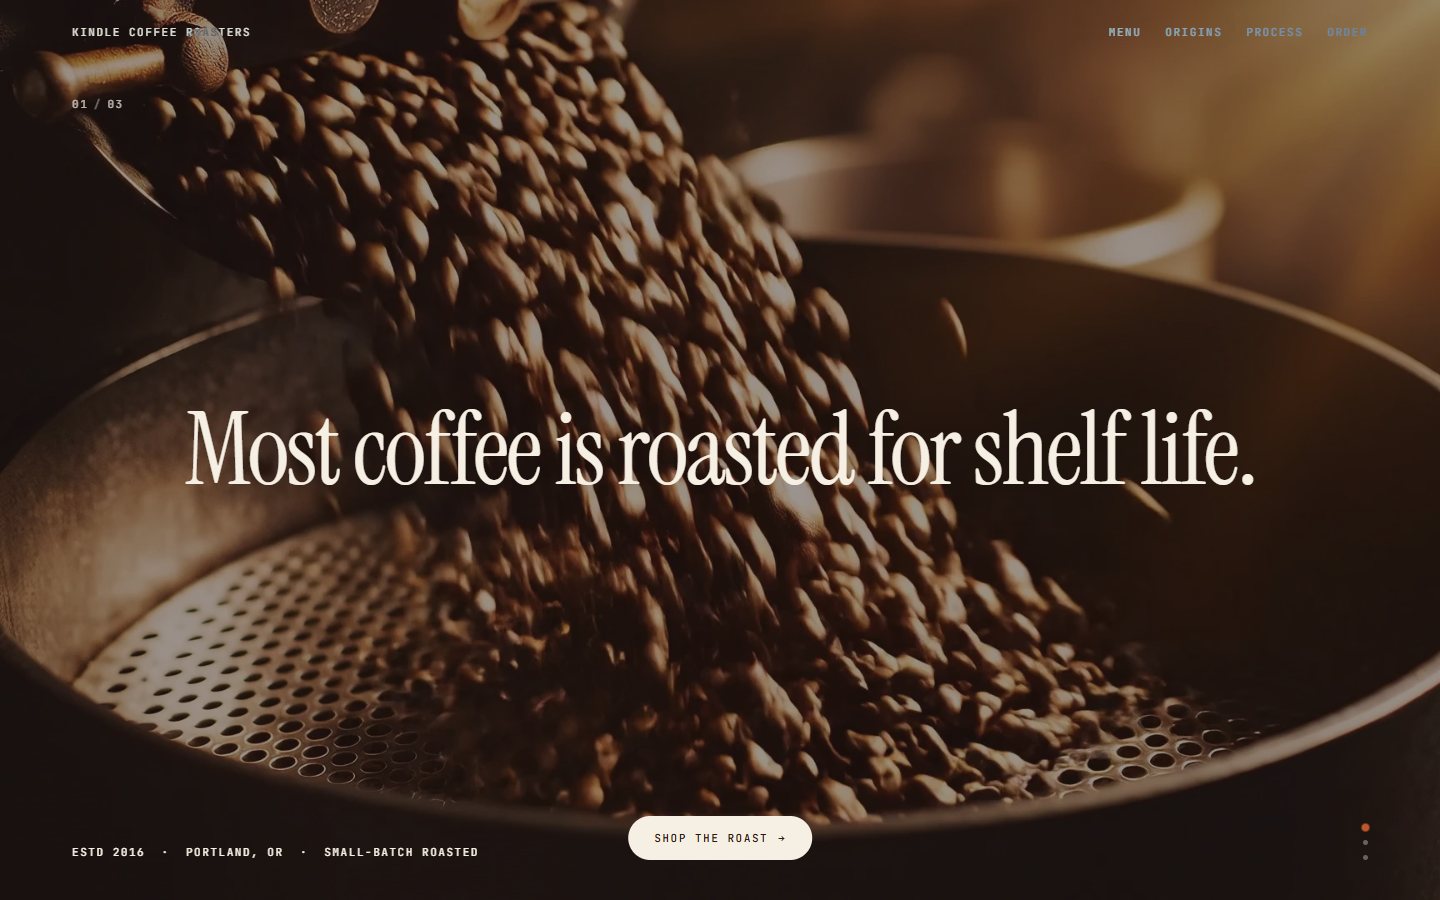 KINDLE COFFEE ROASTERS
MENU ORIGINS PROCESS ORDER
01 / 03
Most coffee is roasted for shelf life.
SHOP THE ROAST →
ESTD 2016 · PORTLAND, OR · SMALL-BATCH ROASTED